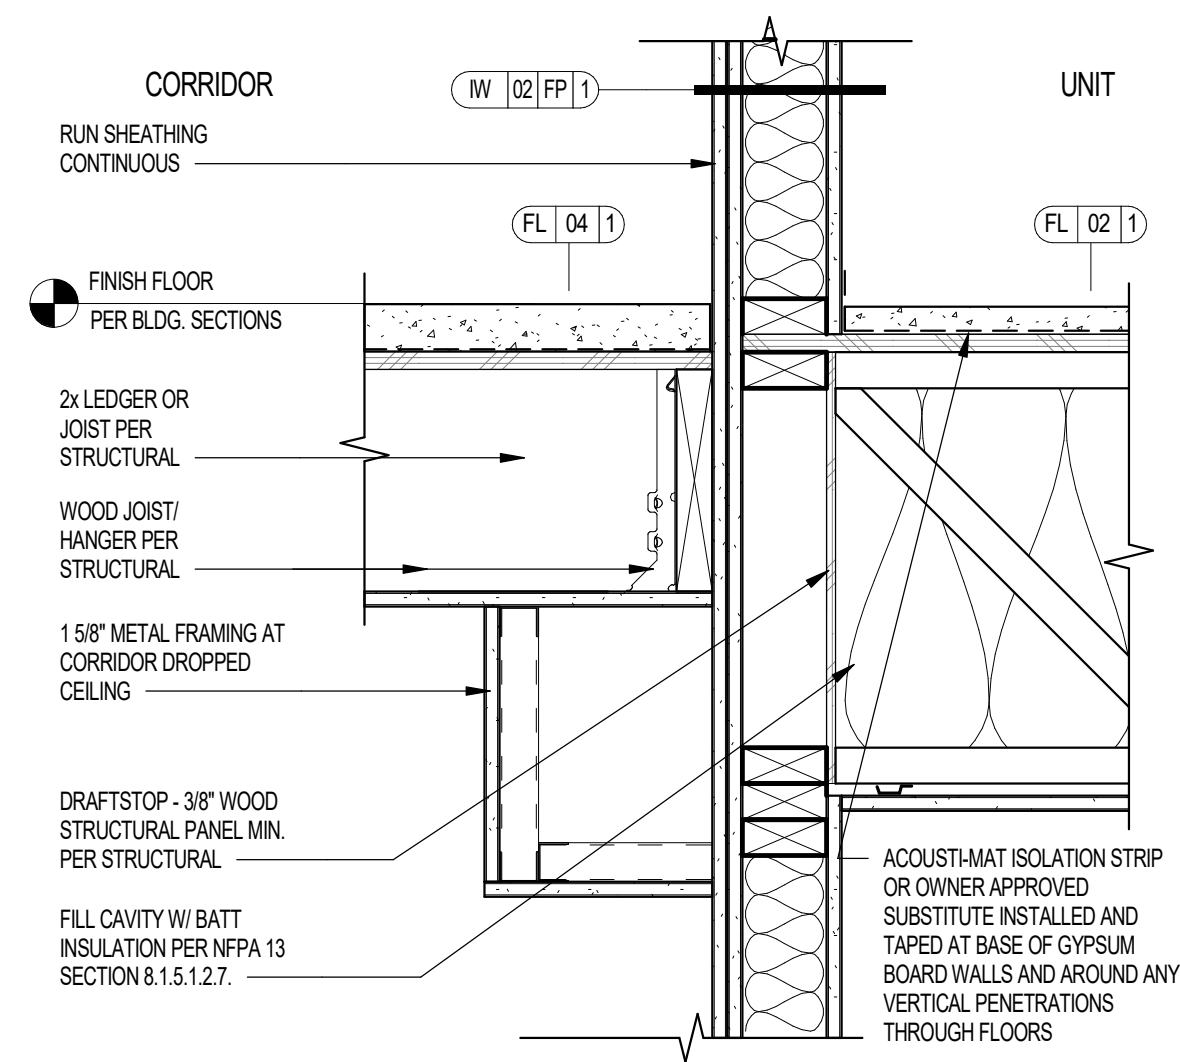 CORRIDOR
IW 02 FP 1
UNIT
RUN SHEATHING
CONTINUOUS
FL 04 1
FL 02 1
FINISH FLOOR
PER BLDG. SECTIONS
2x LEDGER OR
JOIST PER
STRUCTURAL
WOOD JOIST/
HANGER PER
STRUCTURAL
1 5/8" METAL FRAMING AT
CORRIDOR DROPPED
CEILING
DRAFTSTOP - 3/8" WOOD
STRUCTURAL PANEL MIN.
PER STRUCTURAL
FILL CAVITY W/ BATT
INSULATION PER NFPA 13
SECTION 8.1.5.1.2.7.
ACOUSTI-MAT ISOLATION STRIP
OR OWNER APPROVED
SUBSTITUTE INSTALLED AND
TAPED AT BASE OF GYPSUM
BOARD WALLS AND AROUND ANY
VERTICAL PENETRATIONS
THROUGH FLOORS